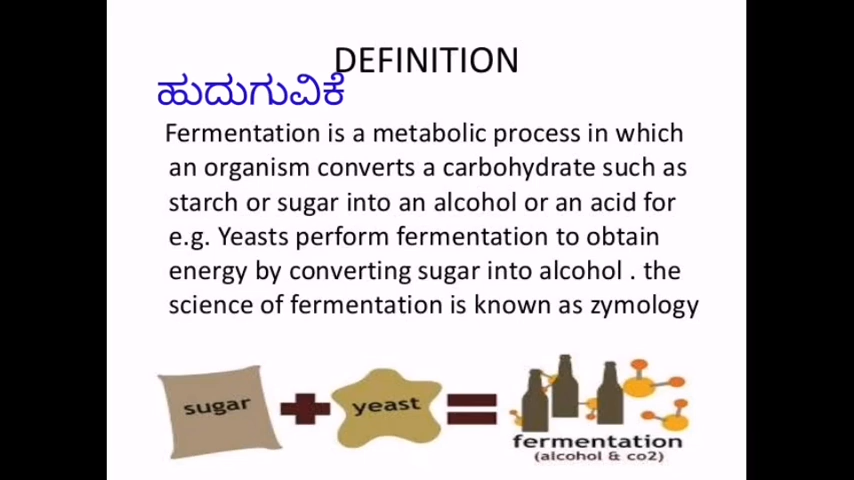 DEFINITION
ಹುದುಗುವಿಕೆ
Fermentation is a metabolic process in which
an organism converts a carbohydrate such as
starch or sugar into an alcohol or an acid for
e.g. Yeasts perform fermentation to obtain
energy by converting sugar into alcohol . the
science of fermentation is known as zymology
sugar + yeast =
fermentation
(alcohol & co2)